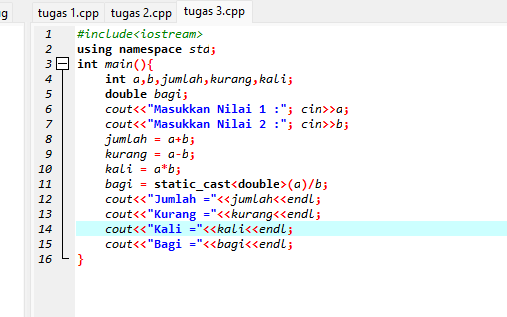 ug tugas 1.cpp tugas 2.cpp tugas 3.cpp
1 #include<iostream>
2 using namespace sta;
3 int main(){
4 int a,b,jumlah,kurang,kali;
5 double bagi;
6 cout<<"Masukkan Nilai 1 :"; cin>>a;
7 cout<<"Masukkan Nilai 2 :"; cin>>b;
8 jumlah = a+b;
9 kurang = a-b;
10 kali = a*b;
11 bagi = static_cast<double>(a)/b;
12 cout<<"Jumlah ="<<jumlah<<endl;
13 cout<<"Kurang ="<<kurang<<endl;
14 cout<<"Kali ="<<kali<<endl;
15 cout<<"Bagi ="<<bagi<<endl;
16 }